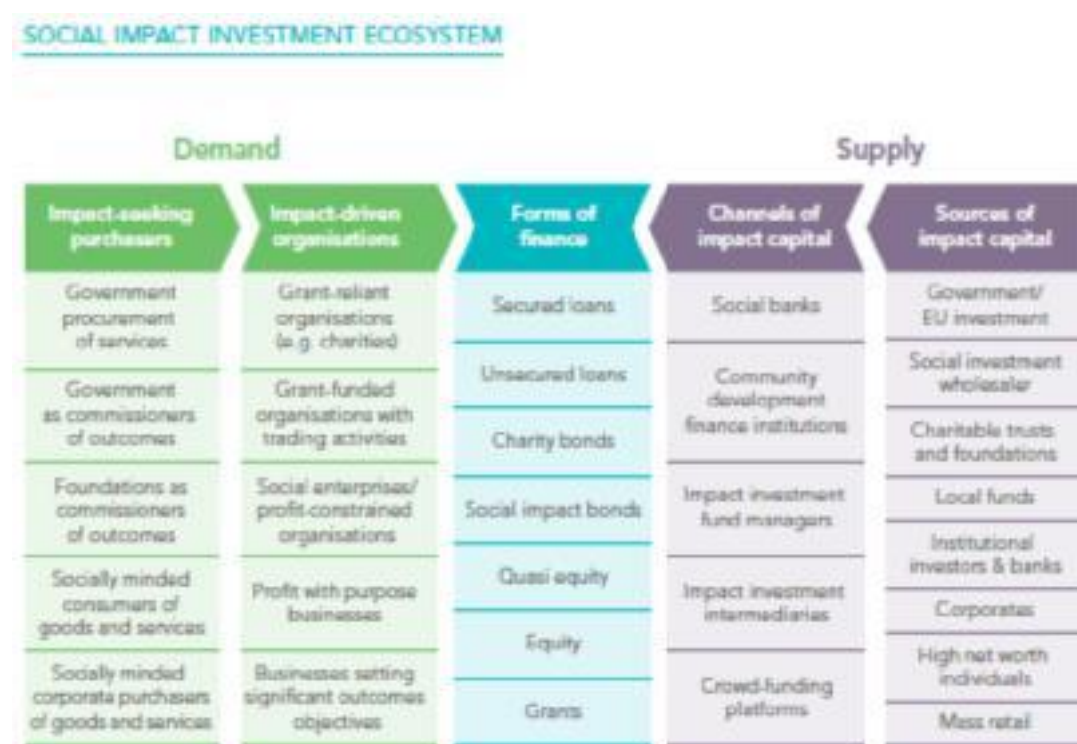 SOCIAL IMPACT INVESTMENT ECOSYSTEM
Demand
Supply
Impact-seeking
purchasers
Government
procurement
of services
Government
as commissioners
of outcomes
Foundations as
commissioners
of outcomes
Socially minded
consumers of
goods and services
Socially minded
corporate purchasers
of goods and services
Impact-driven
organisations
Grant-reliant
organisations
(e.g. charities)
Grant-funded
organisations with
trading activities
Social enterprises/
profit-constrained
organisations
Profit with purpose
businesses
Businesses setting
significant outcomes
objectives
Forms of
finance
Secured loans
Unsecured loans
Charity bonds
Social impact bonds
Quasi equity
Equity
Grants
Channels of
impact capital
Social banks
Community
development
finance institutions
Impact investment
fund managers
Impact investment
intermediaries
Crowd-funding
platforms
Sources of
impact capital
Government/
EU investment
Social investment
wholesaler
Charitable trusts
and foundations
Local funds
Institutional
investors & banks
Corporates
High net worth
individuals
Mass retail